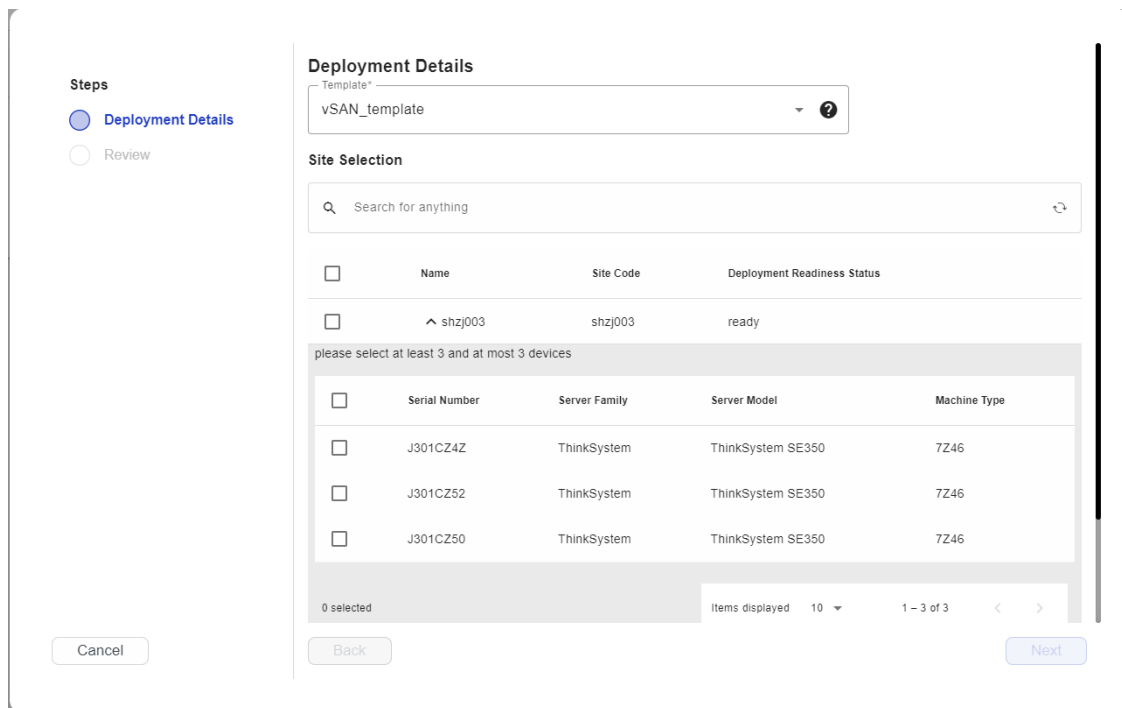 Steps
Deployment Details
Review
Deployment Details
Template*
vSAN_template
Site Selection
Search for anything
Name Site Code Deployment Readiness Status
shzj003 shzj003 ready
please select at least 3 and at most 3 devices
Serial Number Server Family Server Model Machine Type
J301CZ4Z ThinkSystem ThinkSystem SE350 7Z46
J301CZ52 ThinkSystem ThinkSystem SE350 7Z46
J301CZ50 ThinkSystem ThinkSystem SE350 7Z46
0 selected Items displayed 10 1 – 3 of 3
Cancel Back Next